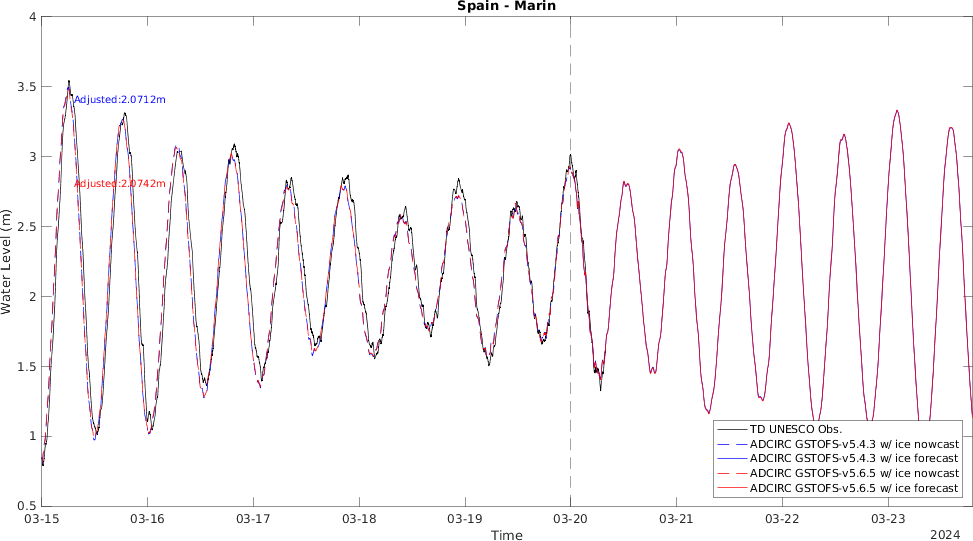 Spain - Marin
4
3.5
3
2.5
2
1.5
1
0.5
Water Level (m)
Adjusted:2.0712m
Adjusted:2.0742m
TD UNESCO Obs.
ADCIRC GSTOFS-v5.4.3 w/ ice nowcast
ADCIRC GSTOFS-v5.4.3 w/ ice forecast
ADCIRC GSTOFS-v5.6.5 w/ ice nowcast
ADCIRC GSTOFS-v5.6.5 w/ ice forecast
03-15 03-16 03-17 03-18 03-19 03-20 03-21 03-22 03-23
Time
2024